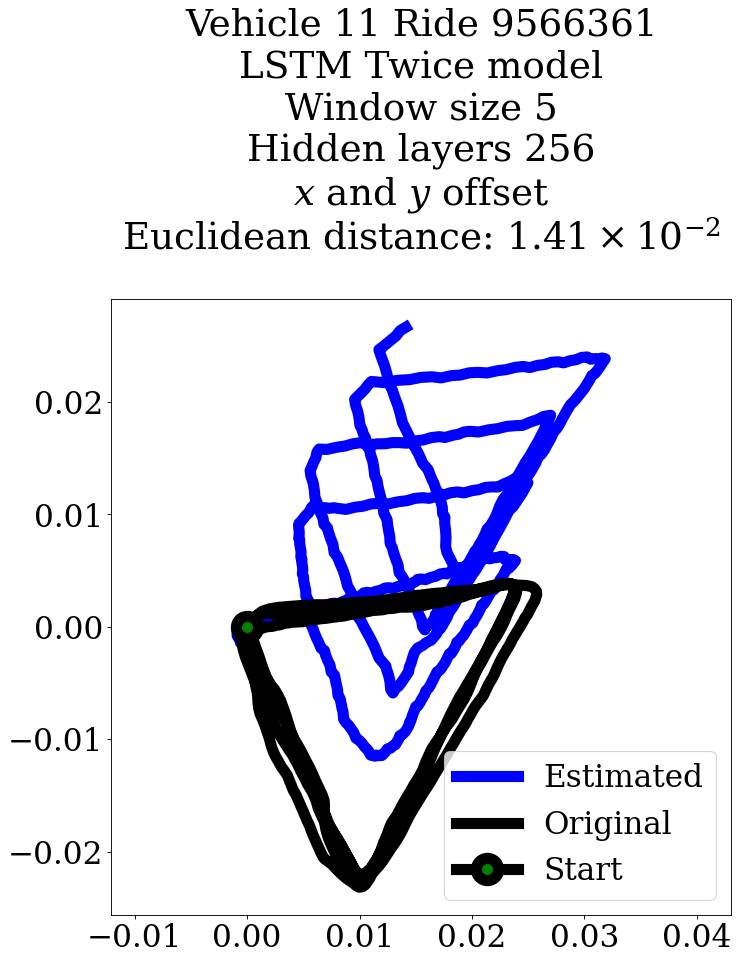 Vehicle 11 Ride 9566361
LSTM Twice model
Window size 5
Hidden layers 256
x and y offset
Euclidean distance: 1.41 × 10⁻²
0.02
0.01
0.00
−0.01
−0.02
Estimated
Original
Start
−0.01 0.00 0.01 0.02 0.03 0.04